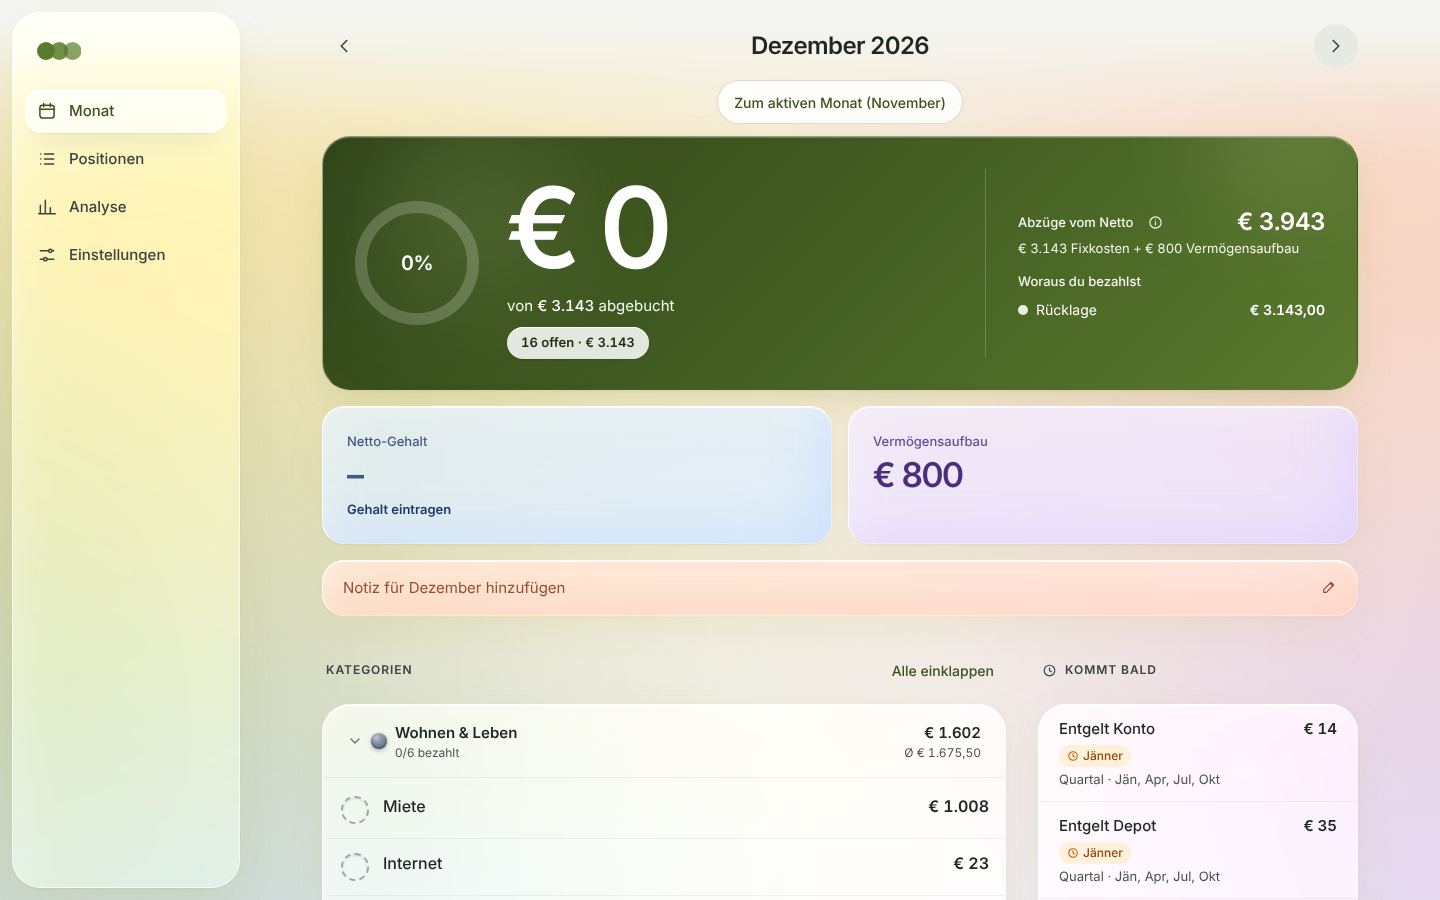 Monat
Positionen
Analyse
Einstellungen
Dezember 2026
Zum aktiven Monat (November)
0%
€ 0
von € 3.143 abgebucht
16 offen · € 3.143
Abzüge vom Netto € 3.943
€ 3.143 Fixkosten + € 800 Vermögensaufbau
Woraus du bezahlst
Rücklage € 3.143,00
Netto-Gehalt
–
Gehalt eintragen
Vermögensaufbau
€ 800
Notiz für Dezember hinzufügen
KATEGORIEN Alle einklappen
Wohnen & Leben € 1.602
0/6 bezahlt Ø € 1.675,50
Miete € 1.008
Internet € 23
KOMMT BALD
Entgelt Konto € 14
Jänner
Quartal · Jän, Apr, Jul, Okt
Entgelt Depot € 35
Jänner
Quartal · Jän, Apr, Jul, Okt